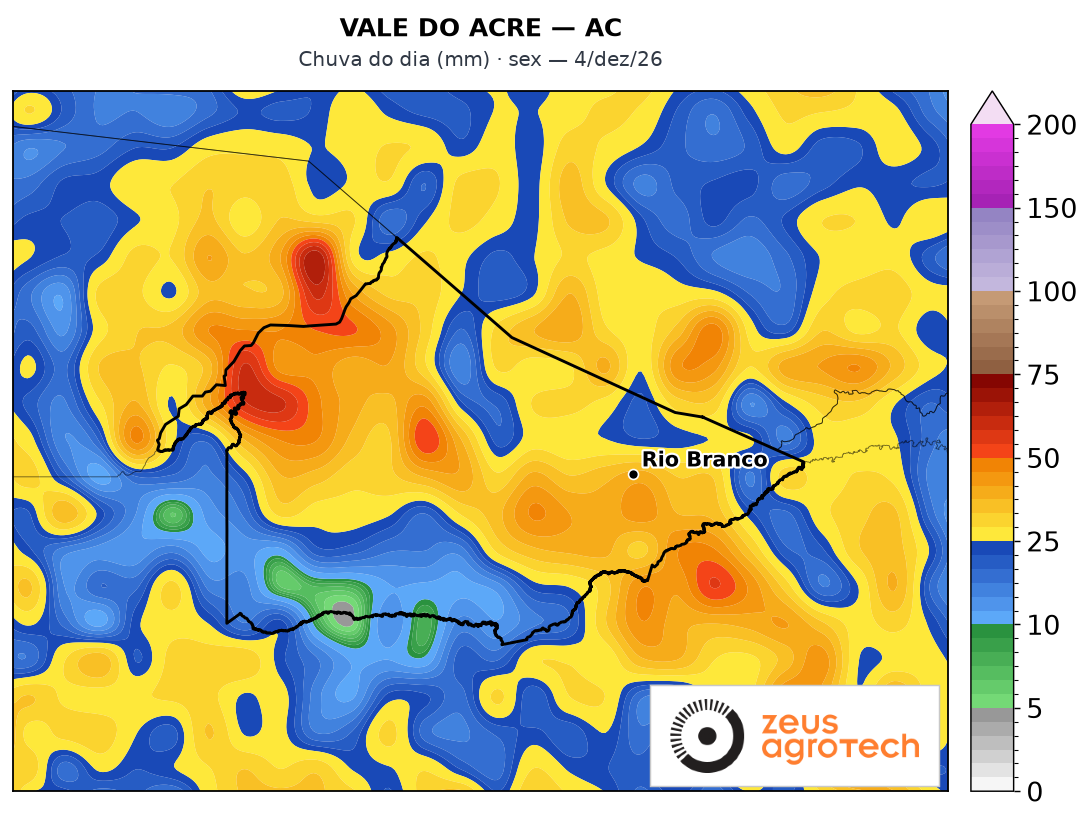 VALE DO ACRE — AC
Chuva do dia (mm) · sex — 4/dez/26
200
150
100
75
50
25
10
5
0
Rio Branco
zeus
agrotech